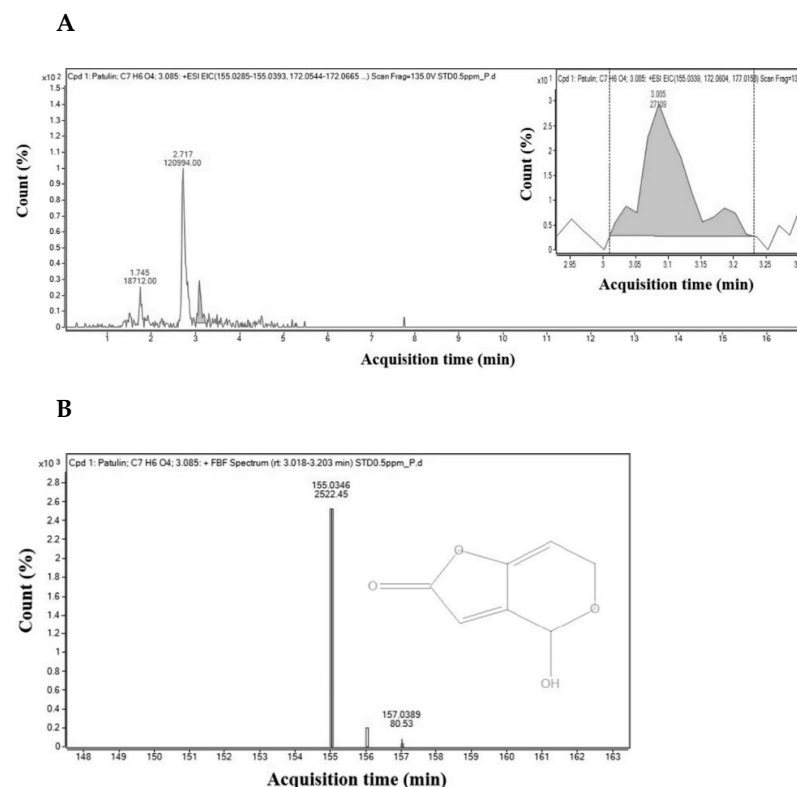 A
x10 2 Cpd 1: Patulin; C7 H6 O4; 3.085: +ESI EIC(155.0285-155.0393, 172.0544-172.0665 ...) Scan Frag=135.0V STD0.5ppm_P.d
1.5
1.4
1.3
1.2
1.1
1
0.9
0.8
0.7
0.6
0.5
0.4
0.3
0.2
0.1
0
Count (%)
2.717
120994.00
1.745
18712.00
1 2 3 4 5 6 7 8 9 10 11 12 13 14 15 16
Acquisition time (min)
x10 1 Cpd 1: Patulin; C7 H6 O4; 3.085: +ESI EIC(155.0339, 172.0604, 177.0158) Scan Frag=13
3.085
27109
3
2.5
2
1.5
1
0.5
0
Count (%)
2.95 3 3.05 3.1 3.15 3.2 3.25
Acquisition time (min)
B
x10 3 Cpd 1: Patulin; C7 H6 O4; 3.085: + FBF Spectrum (rt: 3.018-3.203 min) STD0.5ppm_P.d
2.8
2.6
2.4
2.2
2
1.8
1.6
1.4
1.2
1
0.8
0.6
0.4
0.2
0
Count (%)
155.0346
2522.45
O
O
O
OH
157.0389
80.53
148 149 150 151 152 153 154 155 156 157 158 159 160 161 162 163
Acquisition time (min)